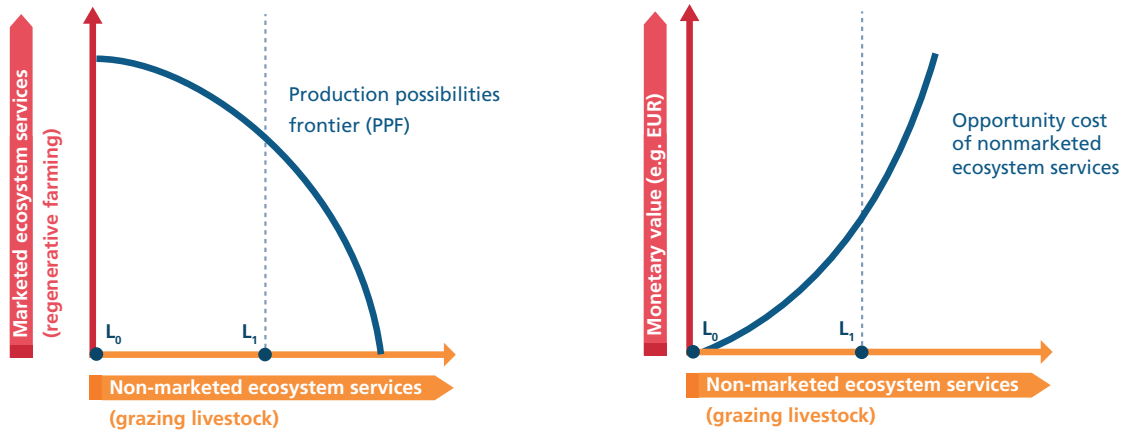 Marketed ecosystem services
(regenerative farming)
Production possibilities
frontier (PPF)
L0
L1
Non-marketed ecosystem services
(grazing livestock)
Monetary value (e.g. EUR)
Opportunity cost
of nonmarketed
ecosystem services
L0
L1
Non-marketed ecosystem services
(grazing livestock)